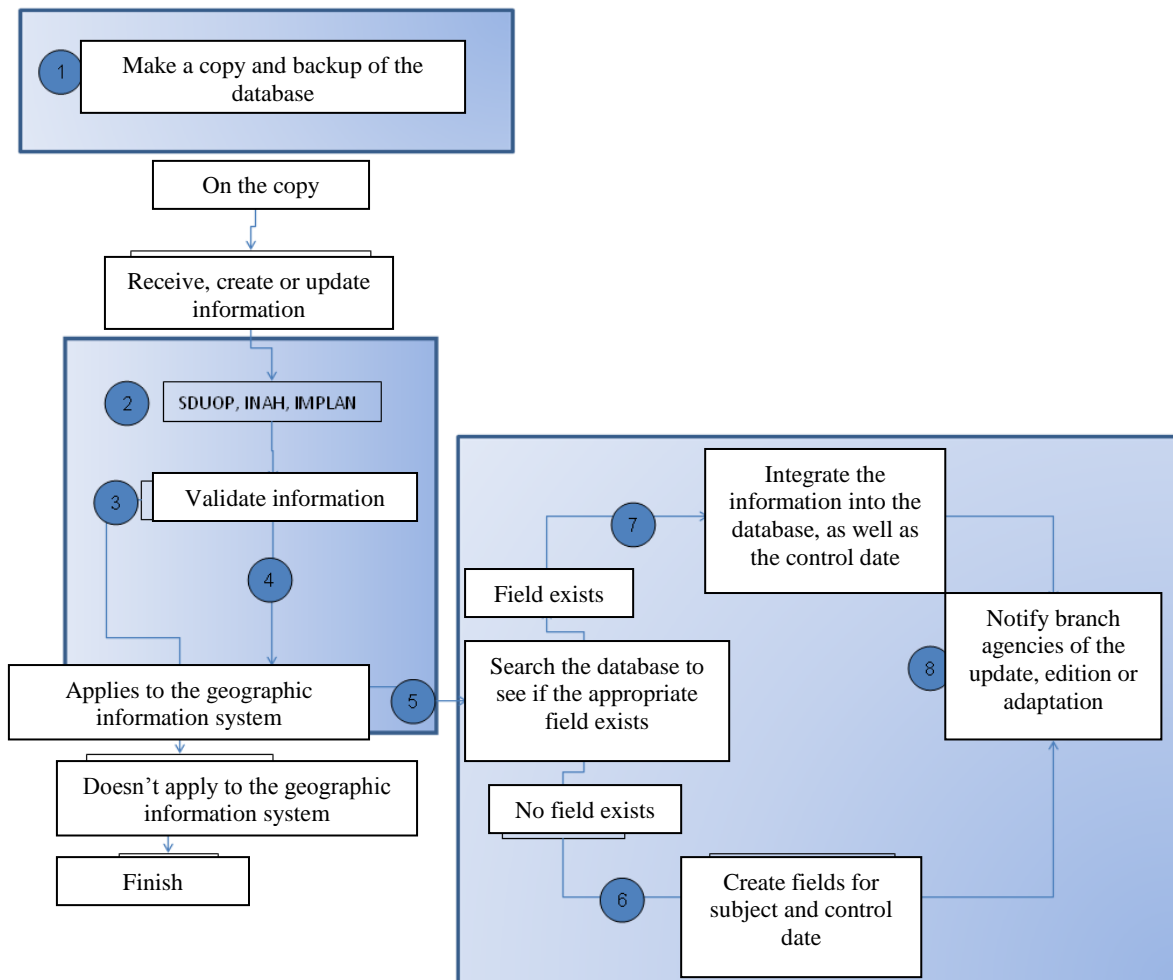 1
Make a copy and backup of the
database
On the copy
Receive, create or update
information
2
SDUOP, INAH, IMPLAN
3
Validate information
4
Applies to the geographic
information system
5
Doesn’t apply to the geographic
information system
Finish
Search the database to
see if the appropriate
field exists
Field exists
7
Integrate the
information into the
database, as well as
the control date
No field exists
6
Create fields for
subject and control
date
8
Notify branch
agencies of the
update, edition or
adaptation